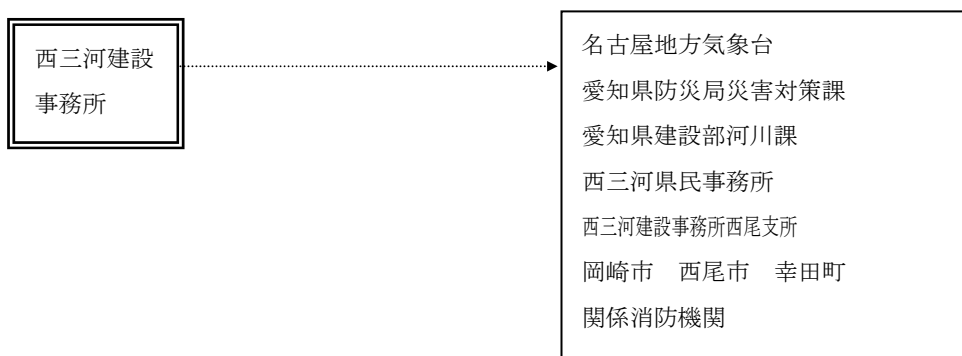 西三河建設
事務所
名古屋地方気象台
愛知県防災局災害対策課
愛知県建設部河川課
西三河県民事務所
西三河建設事務所西尾支所
岡崎市　西尾市　幸田町
関係消防機関